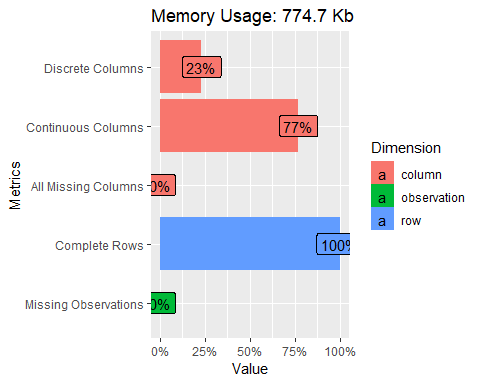 Memory Usage: 774.7 Kb
Discrete Columns
23%
Continuous Columns
77%
All Missing Columns
0%
Complete Rows
100%
Missing Observations
0%
0%
25%
50%
75%
100%
Value
Metrics
Dimension
a column
a observation
a row